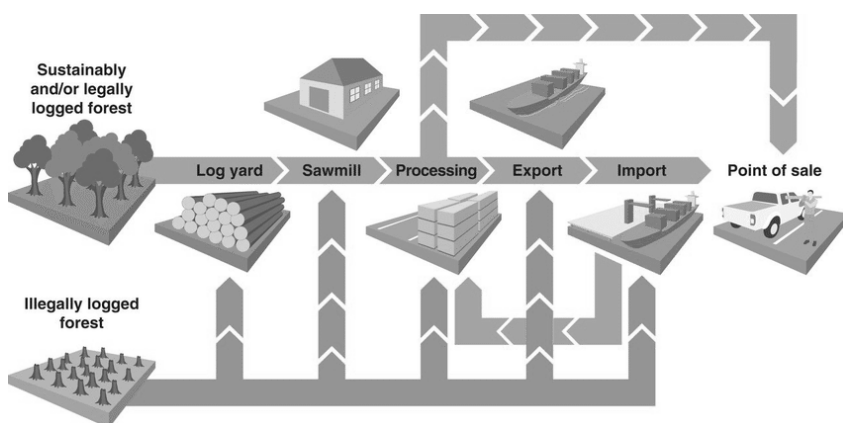 Sustainably
and/or legally
logged forest
Log yard
Sawmill
Processing
Export
Import
Point of sale
Illegally logged
forest